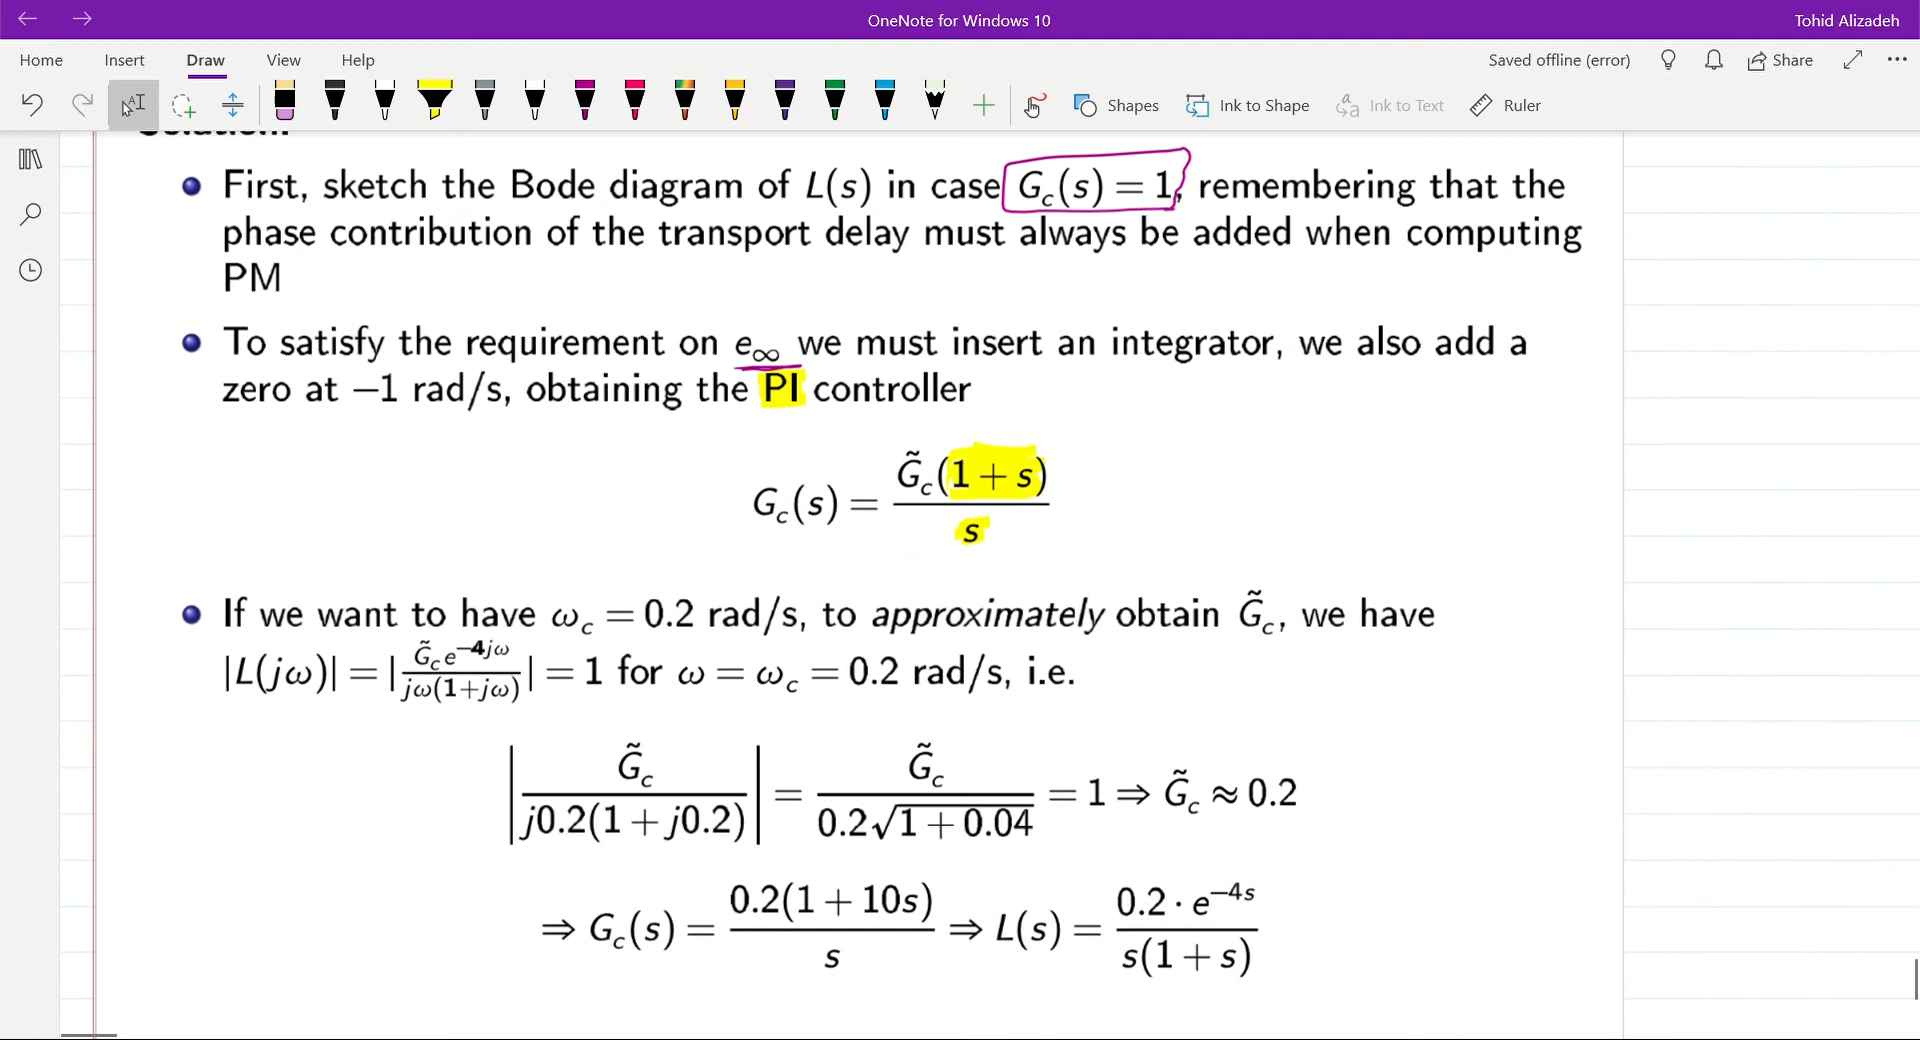 OneNote for Windows 10
Tohid Alizadeh
Home Insert Draw View Help
Saved offline (error) Share
Shapes Ink to Shape Ink to Text Ruler
Solution:
First, sketch the Bode diagram of L(s) in case G_c(s) = 1, remembering that the
phase contribution of the transport delay must always be added when computing
PM
To satisfy the requirement on e_∞ we must insert an integrator, we also add a
zero at −1 rad/s, obtaining the PI controller
G_c(s) = G̃_c(1 + s) / s
If we want to have ω_c = 0.2 rad/s, to approximately obtain G̃_c, we have
|L(jω)| = |G̃_c e^{−4jω} / jω(1+jω)| = 1 for ω = ω_c = 0.2 rad/s, i.e.
|G̃_c / j0.2(1 + j0.2)| = G̃_c / 0.2√(1 + 0.04) = 1 ⇒ G̃_c ≈ 0.2
⇒ G_c(s) = 0.2(1 + 10s) / s ⇒ L(s) = 0.2 · e^{−4s} / s(1 + s)